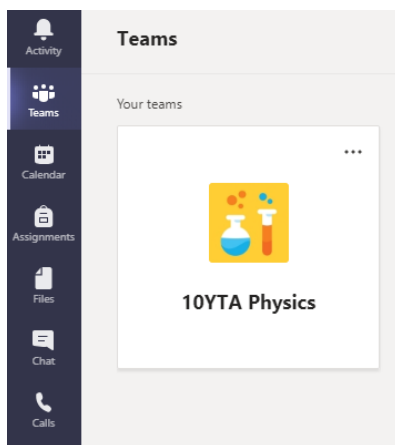 Activity
Teams
Calendar
Assignments
Files
Chat
Calls
Teams
Your teams
...
10YTA Physics